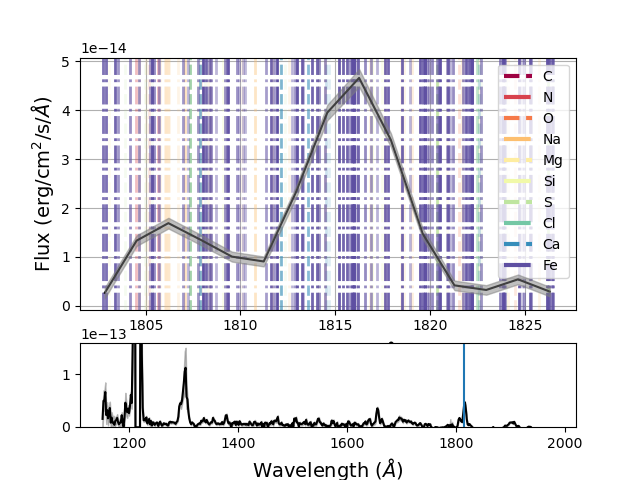 1e−14
Flux (erg/cm²/s/Å)
5
4
3
2
1
0
1805 1810 1815 1820 1825
C
N
O
Na
Mg
Si
S
Cl
Ca
Fe
1e−13
1
0
1200 1400 1600 1800 2000
Wavelength (Å)